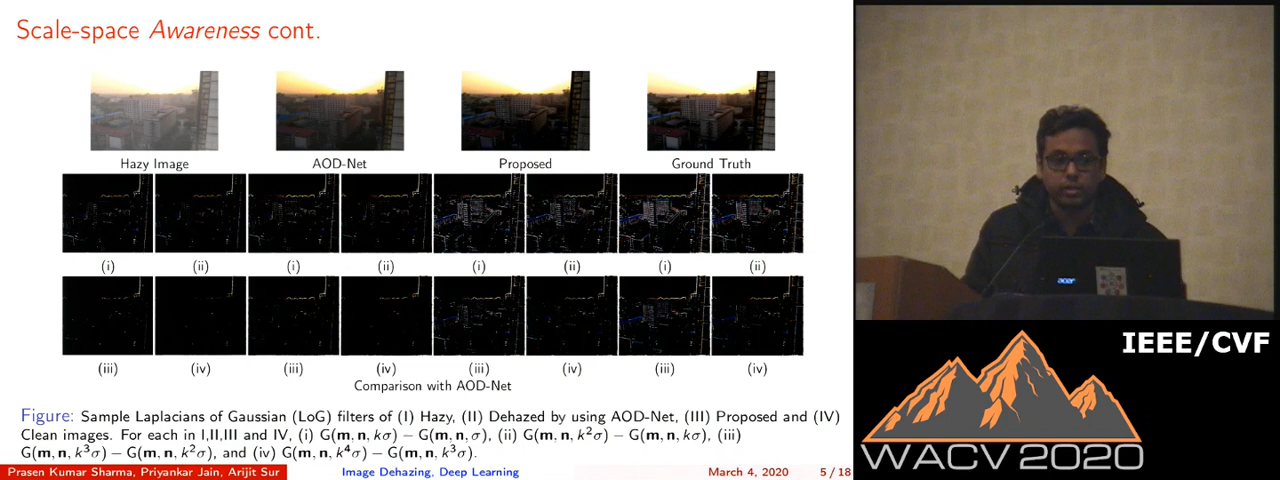 Scale-space Awareness cont.
Hazy Image AOD-Net Proposed Ground Truth
(i) (ii) (i) (ii) (i) (ii) (i) (ii)
(iii) (iv) (iii) (iv) (iii) (iv) (iii) (iv)
Comparison with AOD-Net
Figure: Sample Laplacians of Gaussian (LoG) filters of (I) Hazy, (II) Dehazed by using AOD-Net, (III) Proposed and (IV)
Clean images. For each in I,II,III and IV, (i) G(m, n, kσ) − G(m, n, σ), (ii) G(m, n, k²σ) − G(m, n, kσ), (iii)
G(m, n, k³σ) − G(m, n, k²σ), and (iv) G(m, n, k⁴σ) − G(m, n, k³σ).
Prasen Kumar Sharma, Priyankar Jain, Arijit Sur Image Dehazing, Deep Learning March 4, 2020 5 / 18
acer
IEEE/CVF
WACV 2020